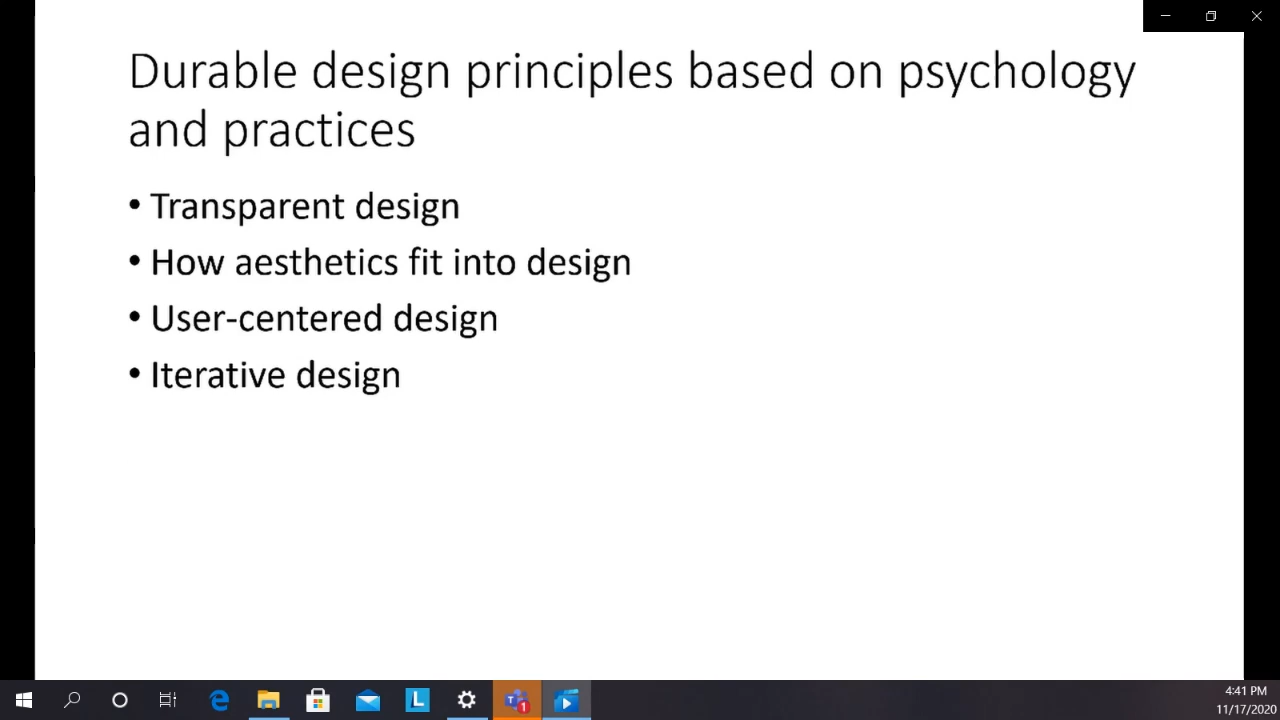 Durable design principles based on psychology
and practices
• Transparent design
• How aesthetics fit into design
• User-centered design
• Iterative design
L
T 1
4:41 PM
11/17/2020